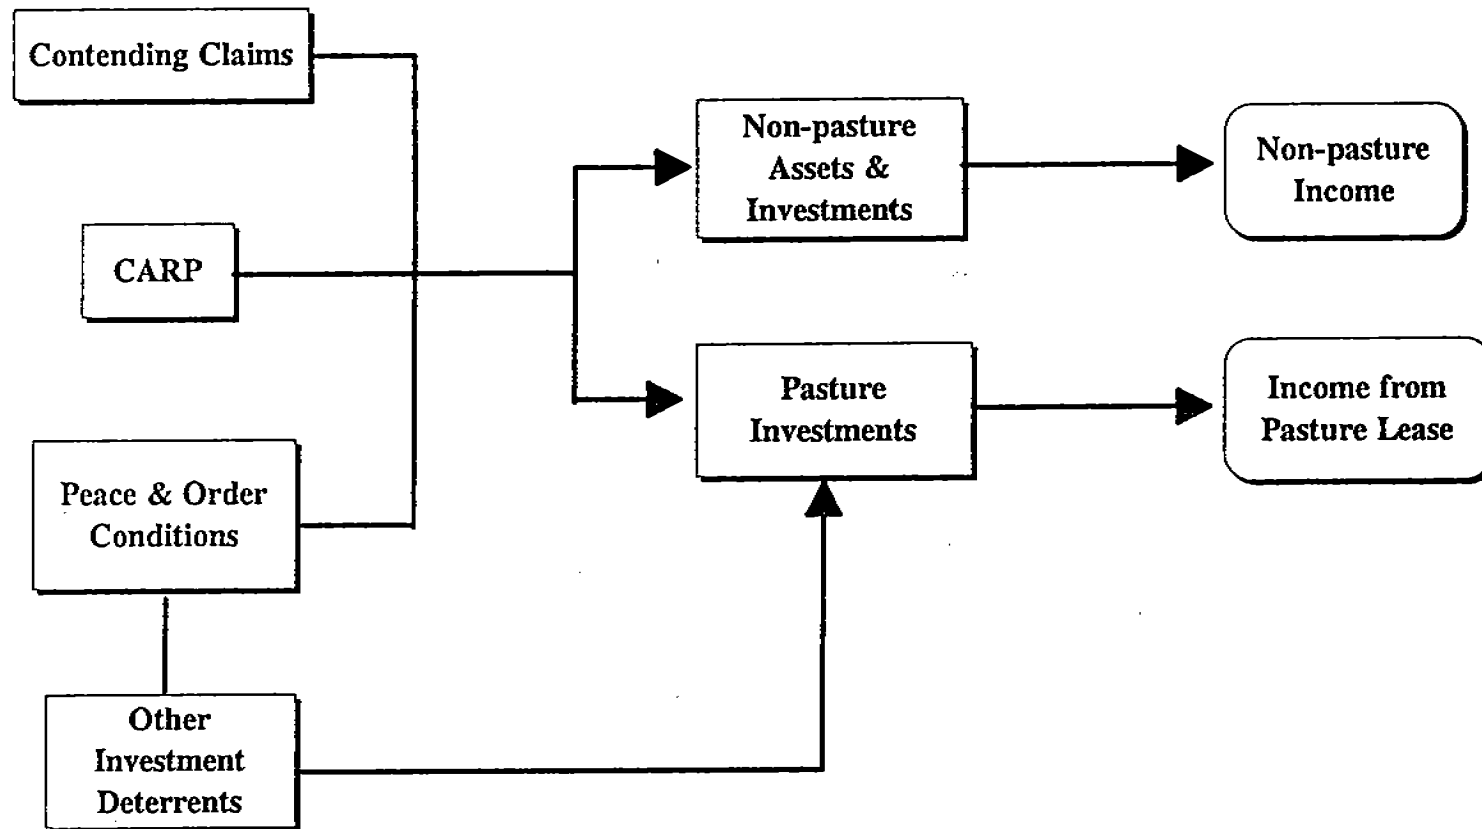 Contending Claims
CARP
Peace & Order
Conditions
Other
Investment
Deterrents
Non-pasture
Assets &
Investments
Pasture
Investments
Non-pasture
Income
Income from
Pasture Lease